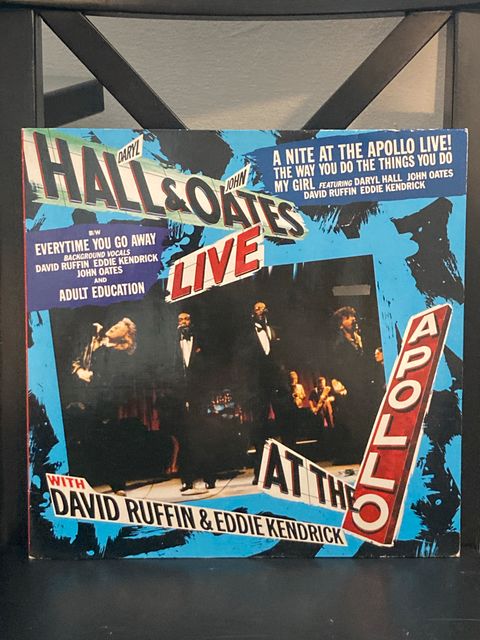 DARYL
JOHN
HALL & OATES
LIVE
AT THE
APOLLO
WITH
DAVID RUFFIN & EDDIE KENDRICK
A NITE AT THE APOLLO LIVE!
THE WAY YOU DO THE THINGS YOU DO
MY GIRL FEATURING DARYL HALL JOHN OATES
DAVID RUFFIN EDDIE KENDRICK
B/W
EVERYTIME YOU GO AWAY
BACKGROUND VOCALS
DAVID RUFFIN EDDIE KENDRICK
JOHN OATES
AND
ADULT EDUCATION